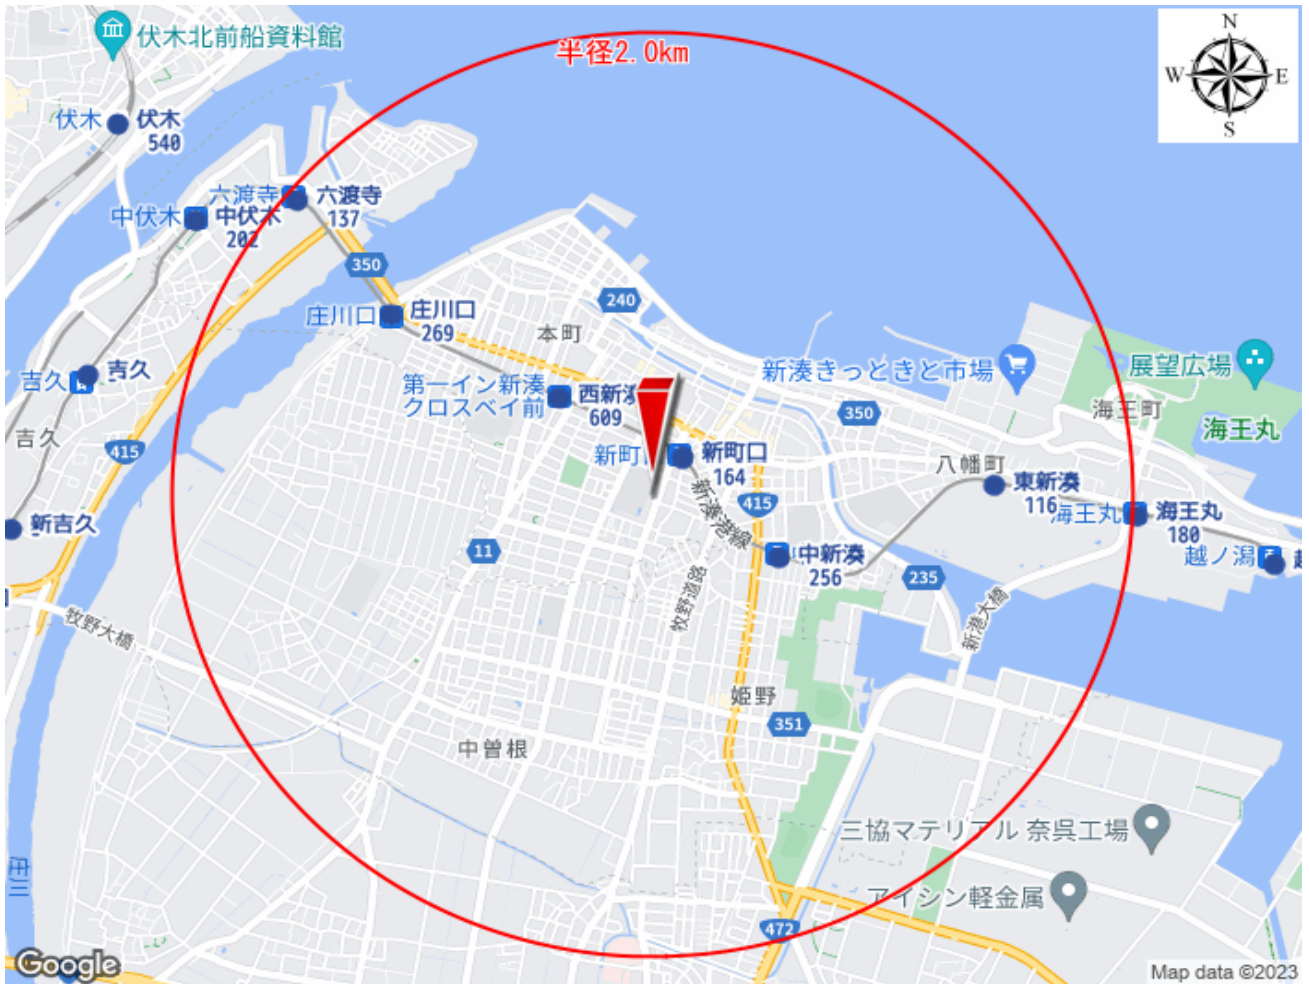 伏木北前船資料館
半径2.0km
N
W
E
S
伏木
伏木
540
六渡寺
六渡寺
137
中伏木
中伏木
202
350
庄川口
庄川口
269
240
本町
吉久
吉久
吉久
第一イン新湊
クロスベイ前
西新湊
609
新町口
164
新湊きっときと市場
展望広場
海王町
海王丸
350
415
415
八幡町
東新湊
116
海王丸
海王丸
180
越ノ潟
新吉久
11
新湊港線
中新湊
256
235
牧野道路
新港大橋
牧野大橋
姫野
351
中曽根
三協マテリアル 奈呉工場
アイシン軽金属
庄川
472
Google
Map data ©2023